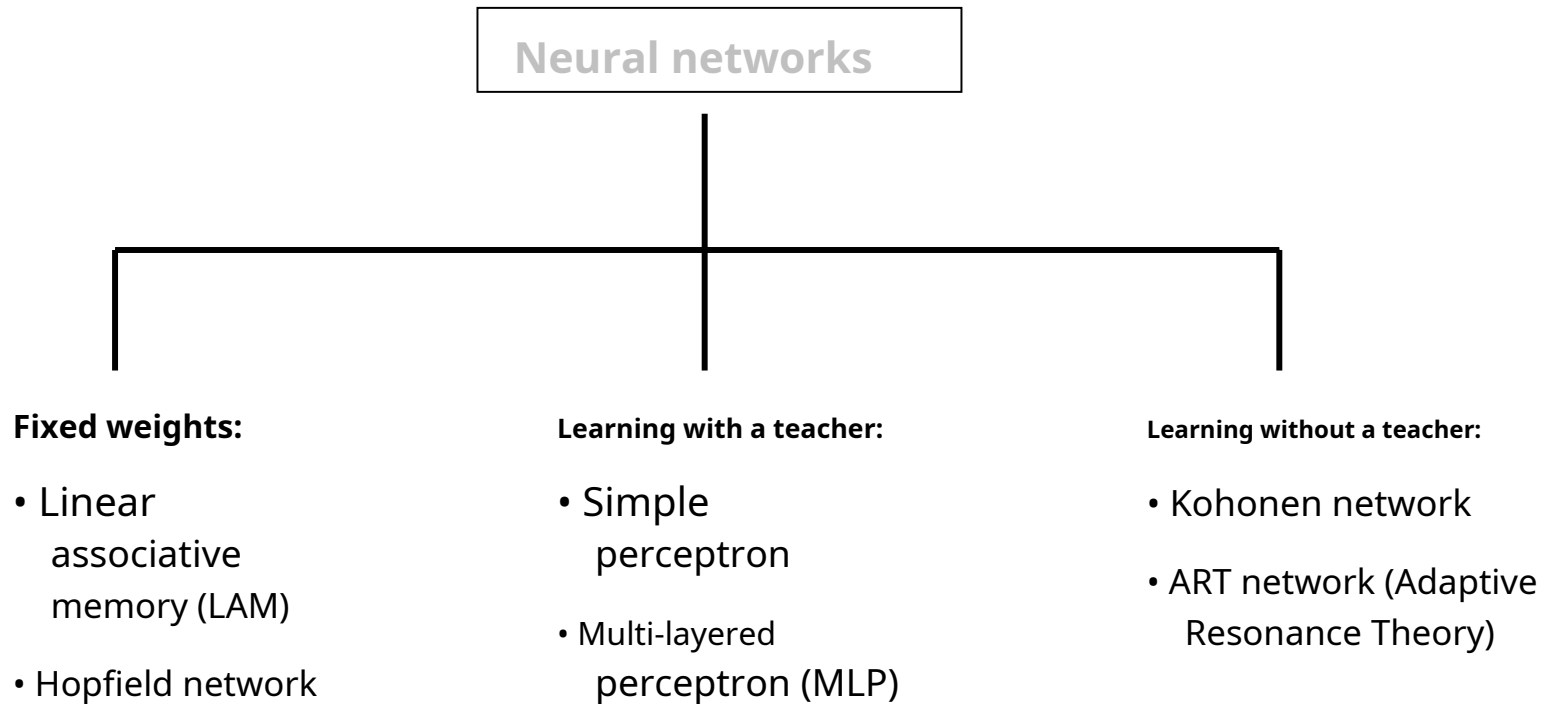 Neural networks
Fixed weights:
• Linear
associative
memory (LAM)
• Hopfield network
Learning with a teacher:
• Simple
perceptron
• Multi-layered
perceptron (MLP)
Learning without a teacher:
• Kohonen network
• ART network (Adaptive
Resonance Theory)